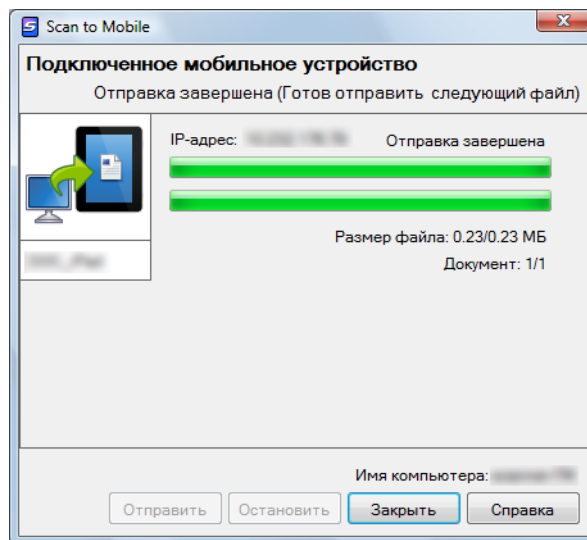 Scan to Mobile
Подключенное мобильное устройство
Отправка завершена (Готов отправить следующий файл)
IP-адрес: Отправка завершена
Размер файла: 0.23/0.23 МБ
Документ: 1/1
Имя компьютера:
Отправить Остановить Закрыть Справка